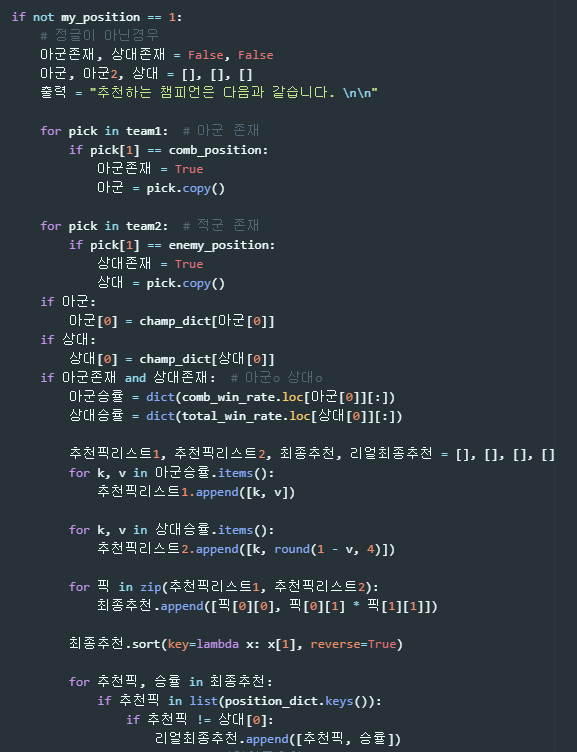 if not my_position == 1:
    # 정글이 아닌경우
    아군존재, 상대존재 = False, False
    아군, 아군2, 상대 = [], [], []
    출력 = "추천하는 챔피언은 다음과 같습니다. \n\n"

    for pick in team1:  # 아군 존재
        if pick[1] == comb_position:
            아군존재 = True
            아군 = pick.copy()

    for pick in team2:  # 적군 존재
        if pick[1] == enemy_position:
            상대존재 = True
            상대 = pick.copy()
    if 아군:
        아군[0] = champ_dict[아군[0]]
    if 상대:
        상대[0] = champ_dict[상대[0]]
    if 아군존재 and 상대존재:  # 아군o 상대o
        아군승률 = dict(comb_win_rate.loc[아군[0]][:])
        상대승률 = dict(total_win_rate.loc[상대[0]][:])

        추천픽리스트1, 추천픽리스트2, 최종추천, 리얼최종추천 = [], [], [], []
        for k, v in 아군승률.items():
            추천픽리스트1.append([k, v])

        for k, v in 상대승률.items():
            추천픽리스트2.append([k, round(1 - v, 4)])

        for 픽 in zip(추천픽리스트1, 추천픽리스트2):
            최종추천.append([픽[0][0], 픽[0][1] * 픽[1][1]])

        최종추천.sort(key=lambda x: x[1], reverse=True)

        for 추천픽, 승률 in 최종추천:
            if 추천픽 in list(position_dict.keys()):
                if 추천픽 != 상대[0]:
                    리얼최종추천.append([추천픽, 승률])